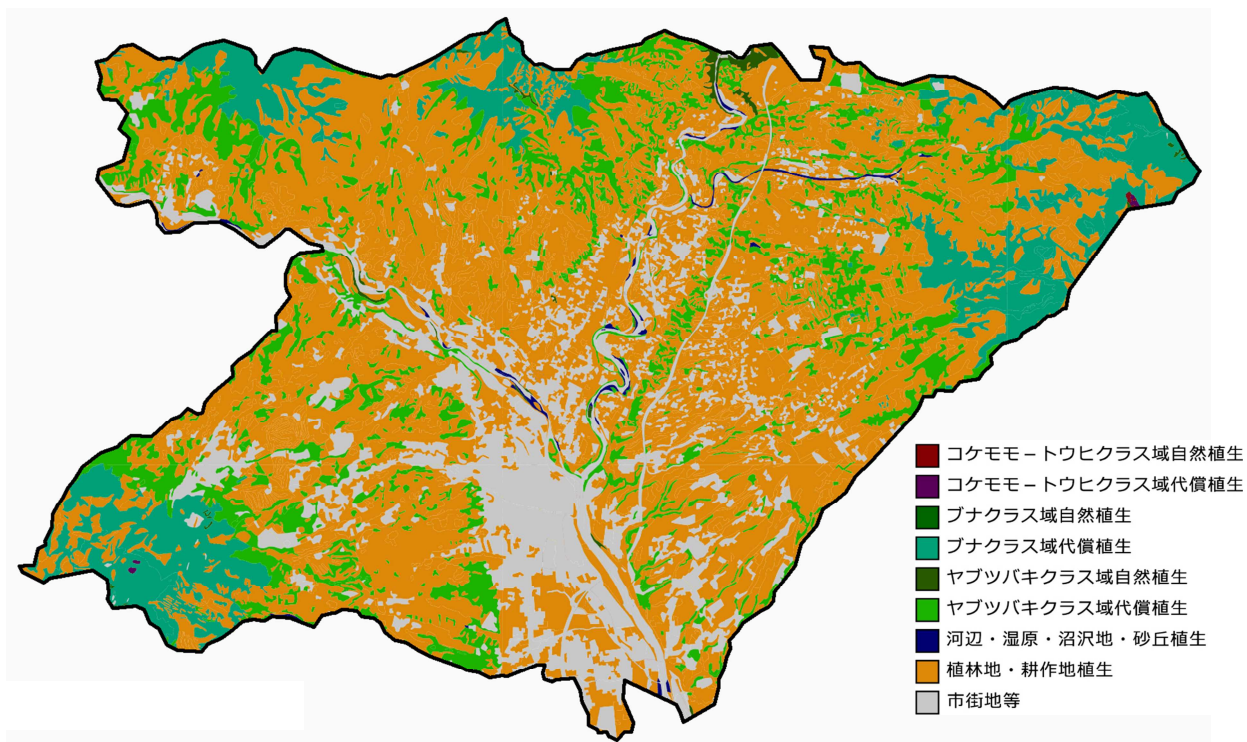 コケモモ－トウヒクラス域自然植生
コケモモ－トウヒクラス域代償植生
ブナクラス域自然植生
ブナクラス域代償植生
ヤブツバキクラス域自然植生
ヤブツバキクラス域代償植生
河辺・湿原・沼沢地・砂丘植生
植林地・耕作地植生
市街地等